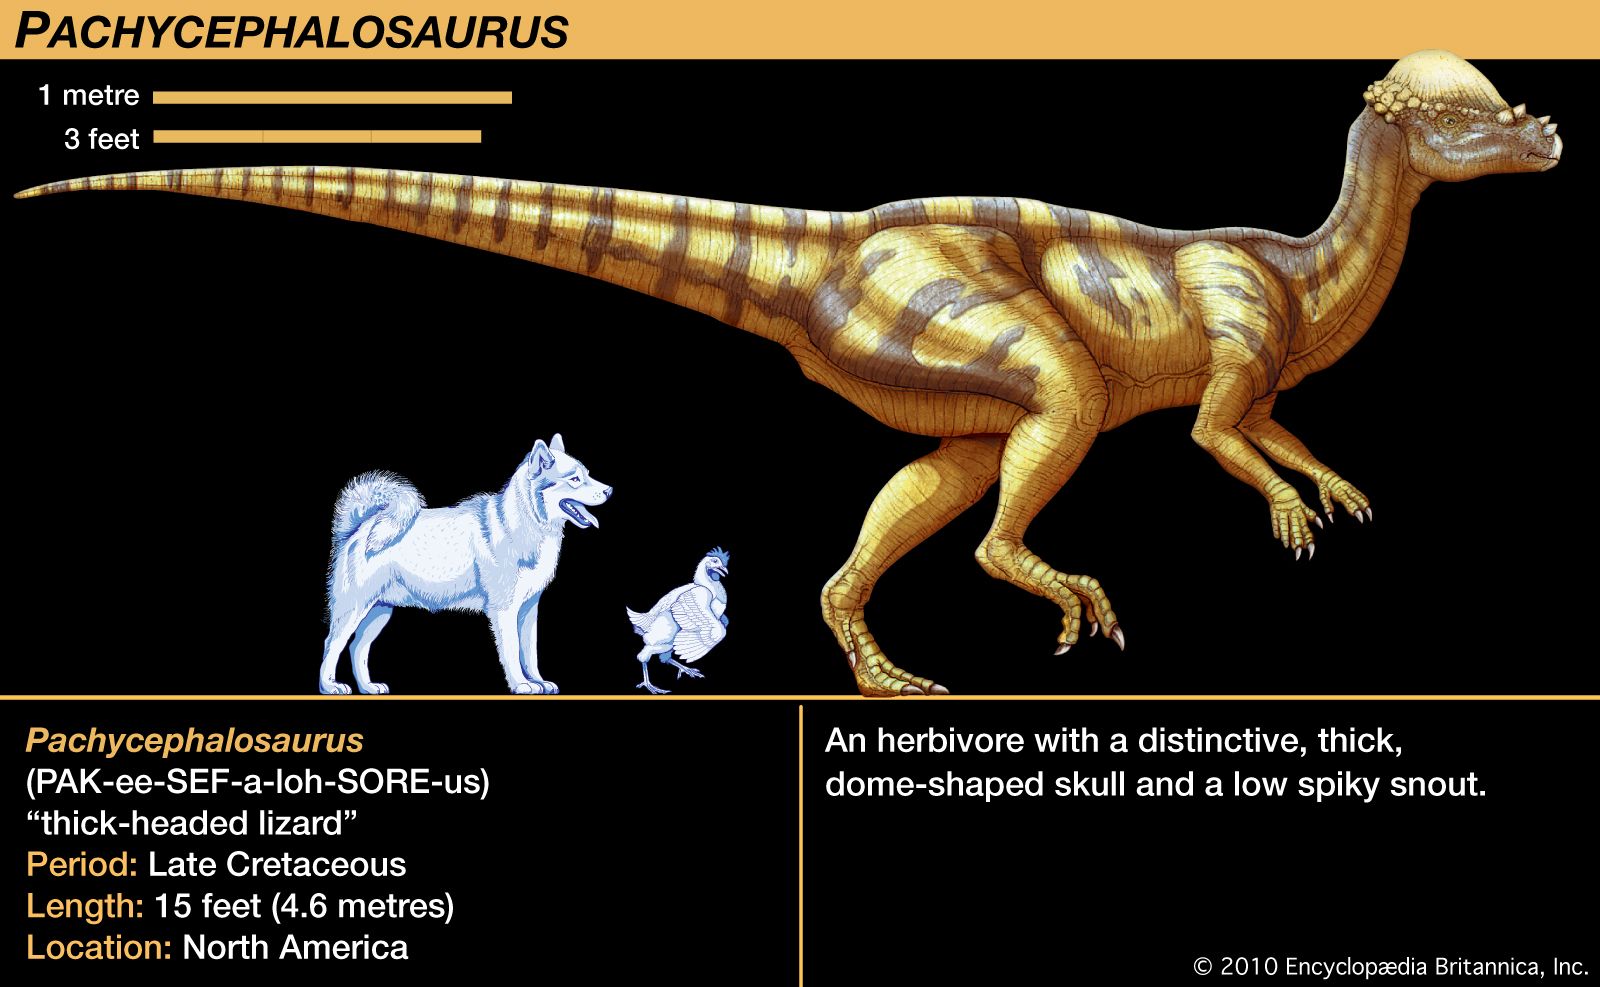 PACHYCEPHALOSAURUS
1 metre
3 feet
Pachycephalosaurus
(PAK-ee-SEF-a-loh-SORE-us)
“thick-headed lizard”
Period: Late Cretaceous
Length: 15 feet (4.6 metres)
Location: North America
An herbivore with a distinctive, thick,
dome-shaped skull and a low spiky snout.
© 2010 Encyclopædia Britannica, Inc.